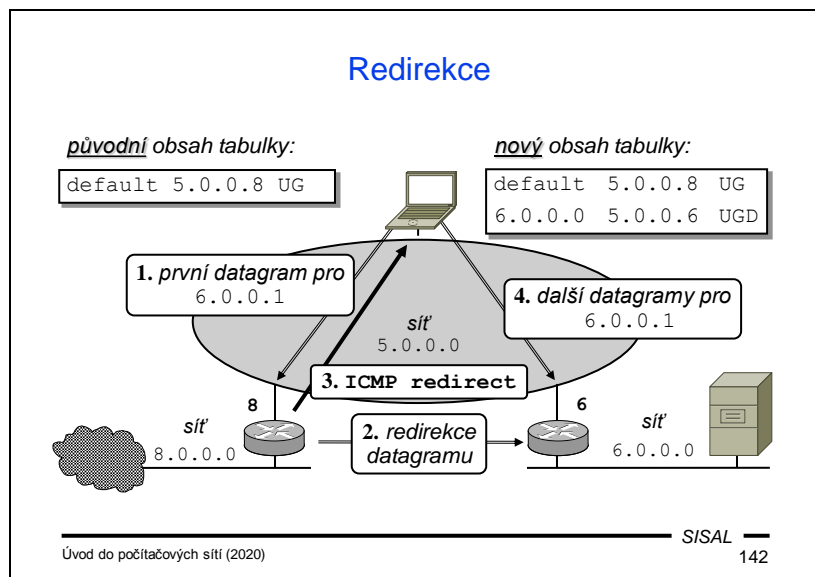 Redirekce
původní obsah tabulky:
default 5.0.0.8 UG
nový obsah tabulky:
default 5.0.0.8 UG
6.0.0.0 5.0.0.6 UGD
1. první datagram pro
6.0.0.1
4. další datagramy pro
6.0.0.1
síť
5.0.0.0
3. ICMP redirect
8
6
síť
8.0.0.0
2. redirekce
datagramu
síť
6.0.0.0
SISAL
Úvod do počítačových sítí (2020)
142